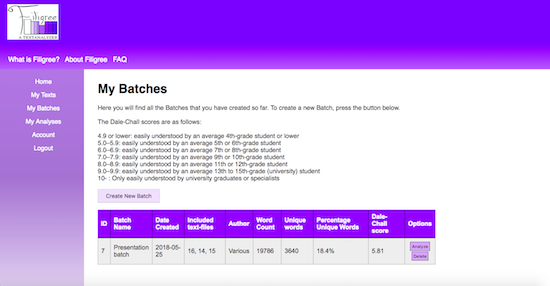 Filigree
A TEXTANALYZER
What is Filigree? About Filigree FAQ
Home
My Texts
My Batches
My Analyses
Account
Logout
My Batches
Here you will find all the Batches that you have created so far. To create a new Batch, press the button below.
The Dale-Chall scores are as follows:
4.9 or lower: easily understood by an average 4th-grade student or lower
5.0–5.9: easily understood by an average 5th or 6th-grade student
6.0–6.9: easily understood by an average 7th or 8th-grade student
7.0–7.9: easily understood by an average 9th or 10th-grade student
8.0–8.9: easily understood by an average 11th or 12th-grade student
9.0–9.9: easily understood by an average 13th to 15th-grade (university) student
10- : Only easily understood by university graduates or specialists
Create New Batch
ID Batch Name Date Created Included text-files Author Word Count Unique words Percentage Unique Words Dale-Chall score Options
7 Presentation batch 2018-05-25 16, 14, 15 Various 19786 3640 18.4% 5.81 Analyze
Delete